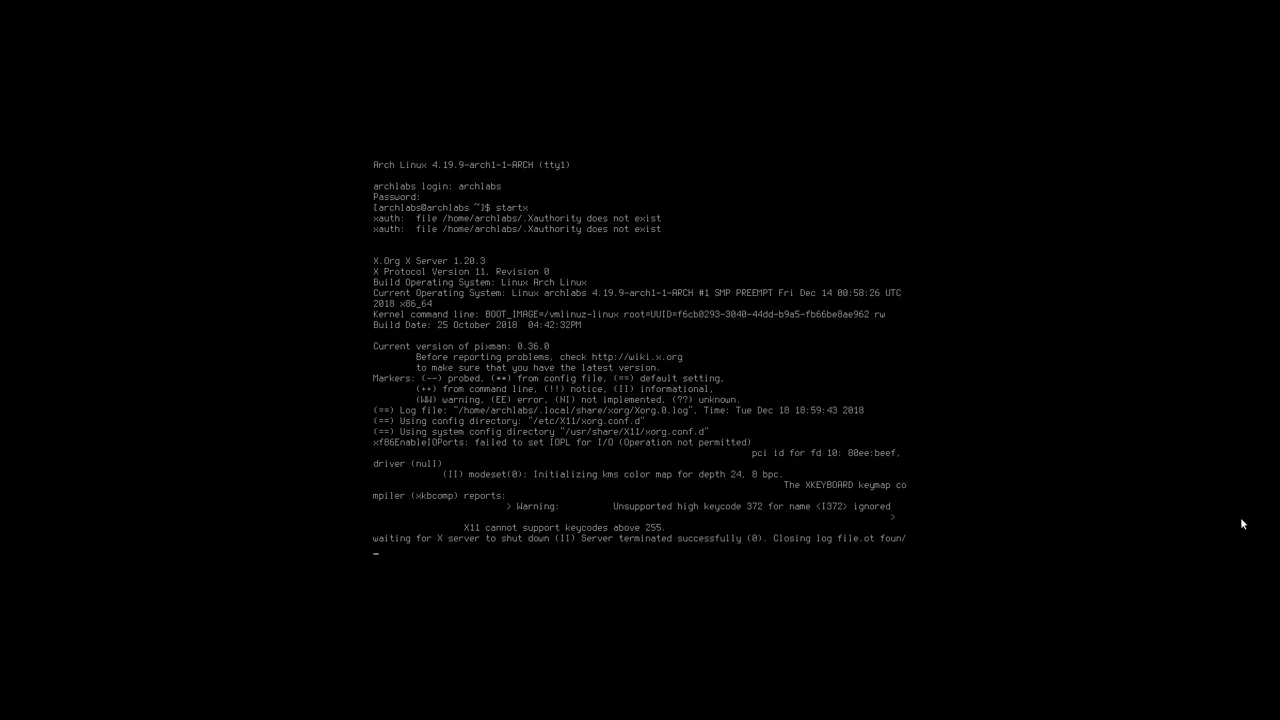 Arch Linux 4.19.9-arch1-1-ARCH (tty1)
archlabs login: archlabs
Password:
[archlabs@archlabs ~]$ startx
xauth:  file /home/archlabs/.Xauthority does not exist
xauth:  file /home/archlabs/.Xauthority does not exist
X.Org X Server 1.20.3
X Protocol Version 11, Revision 0
Build Operating System: Linux Arch Linux
Current Operating System: Linux archlabs 4.19.9-arch1-1-ARCH #1 SMP PREEMPT Fri Dec 14 00:58:26 UTC
2018 x86_64
Kernel command line: BOOT_IMAGE=/vmlinuz-linux root=UUID=f6cb0293-3040-44dd-b9a5-fb66be8ae962 rw
Build Date: 25 October 2018  04:42:32PM
Current version of pixman: 0.36.0
Before reporting problems, check http://wiki.x.org
to make sure that you have the latest version.
Markers: (--) probed, (**) from config file, (==) default setting,
(++) from command line, (!!) notice, (II) informational,
(WW) warning, (EE) error, (NI) not implemented, (??) unknown.
(==) Log file: "/home/archlabs/.local/share/xorg/Xorg.0.log", Time: Tue Dec 18 18:59:43 2018
(==) Using config directory: "/etc/X11/xorg.conf.d"
(==) Using system config directory "/usr/share/X11/xorg.conf.d"
xf86EnableIOPorts: failed to set IOPL for I/O (Operation not permitted)
pci id for fd 10: 80ee:beef,
driver (null)
(II) modeset(0): Initializing kms color map for depth 24, 8 bpc.
The XKEYBOARD keymap co
mpiler (xkbcomp) reports:
> Warning:          Unsupported high keycode 372 for name <I372> ignored
>
X11 cannot support keycodes above 255.
waiting for X server to shut down (II) Server terminated successfully (0). Closing log file.ot foun/